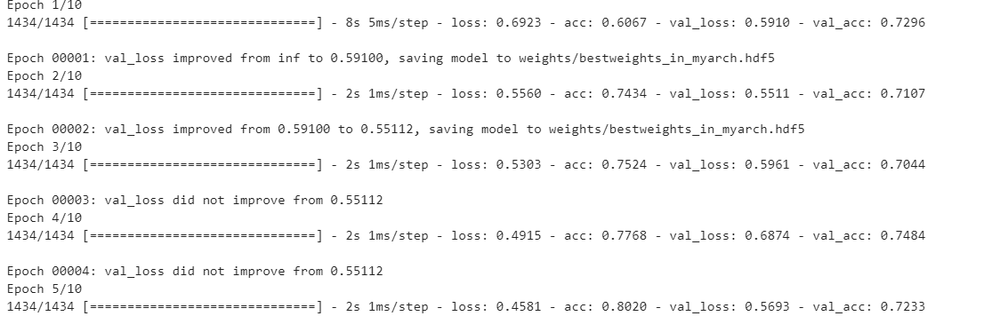 Epoch 1/10
1434/1434 [==============================] - 8s 5ms/step - loss: 0.6923 - acc: 0.6067 - val_loss: 0.5910 - val_acc: 0.7296
Epoch 00001: val_loss improved from inf to 0.59100, saving model to weights/bestweights_in_myarch.hdf5
Epoch 2/10
1434/1434 [==============================] - 2s 1ms/step - loss: 0.5560 - acc: 0.7434 - val_loss: 0.5511 - val_acc: 0.7107
Epoch 00002: val_loss improved from 0.59100 to 0.55112, saving model to weights/bestweights_in_myarch.hdf5
Epoch 3/10
1434/1434 [==============================] - 2s 1ms/step - loss: 0.5303 - acc: 0.7524 - val_loss: 0.5961 - val_acc: 0.7044
Epoch 00003: val_loss did not improve from 0.55112
Epoch 4/10
1434/1434 [==============================] - 2s 1ms/step - loss: 0.4915 - acc: 0.7768 - val_loss: 0.6874 - val_acc: 0.7484
Epoch 00004: val_loss did not improve from 0.55112
Epoch 5/10
1434/1434 [==============================] - 2s 1ms/step - loss: 0.4581 - acc: 0.8020 - val_loss: 0.5693 - val_acc: 0.7233